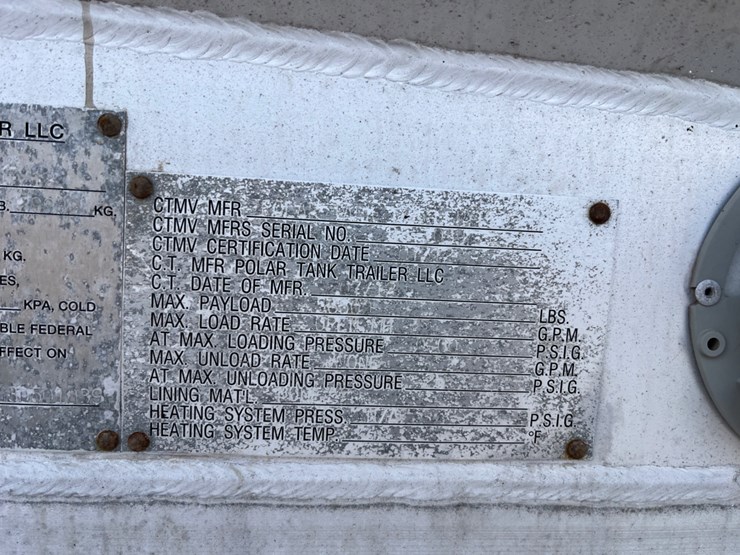 R LLC
B. KG.
KG.
ES,
KPA, COLD
BLE FEDERAL
FFECT ON
CTMV MFR.
CTMV MFRS SERIAL NO.
CTMV CERTIFICATION DATE
C.T. MFR POLAR TANK TRAILER LLC
C.T. DATE OF MFR.
MAX. PAYLOAD LBS.
MAX. LOAD RATE G.P.M.
AT MAX. LOADING PRESSURE P.S.I.G.
MAX. UNLOAD RATE G.P.M.
AT MAX. UNLOADING PRESSURE P.S.I.G.
LINING MAT'L
HEATING SYSTEM PRESS. P.S.I.G.
HEATING SYSTEM TEMP. °F